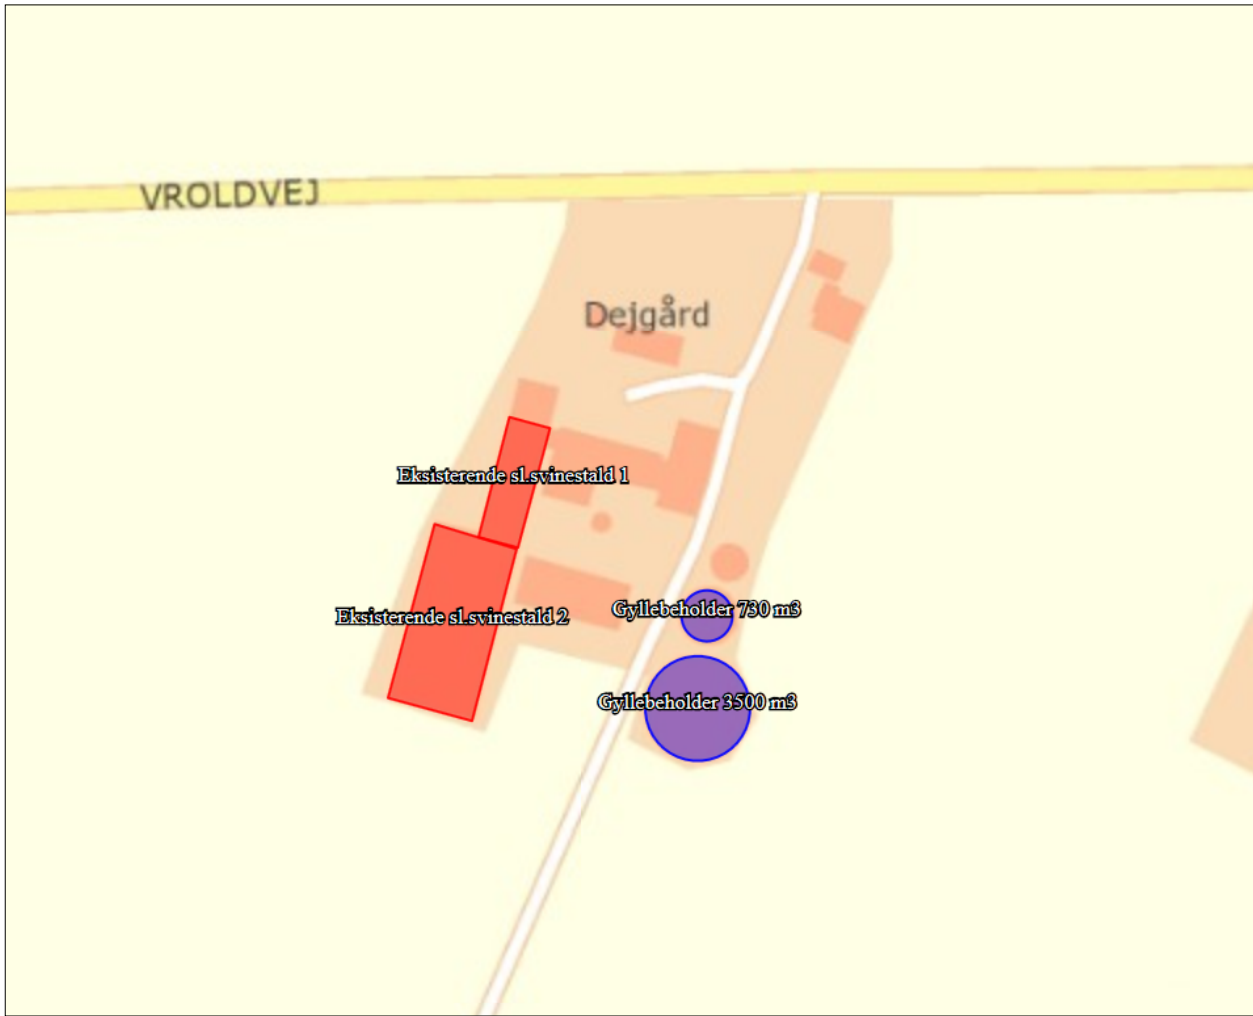 VROLDVEJ
Dejgård
Eksisterende sl.svinestald 1
Gyllebeholder 730 m3
Eksisterende sl.svinestald 2
Gyllebeholder 3500 m3